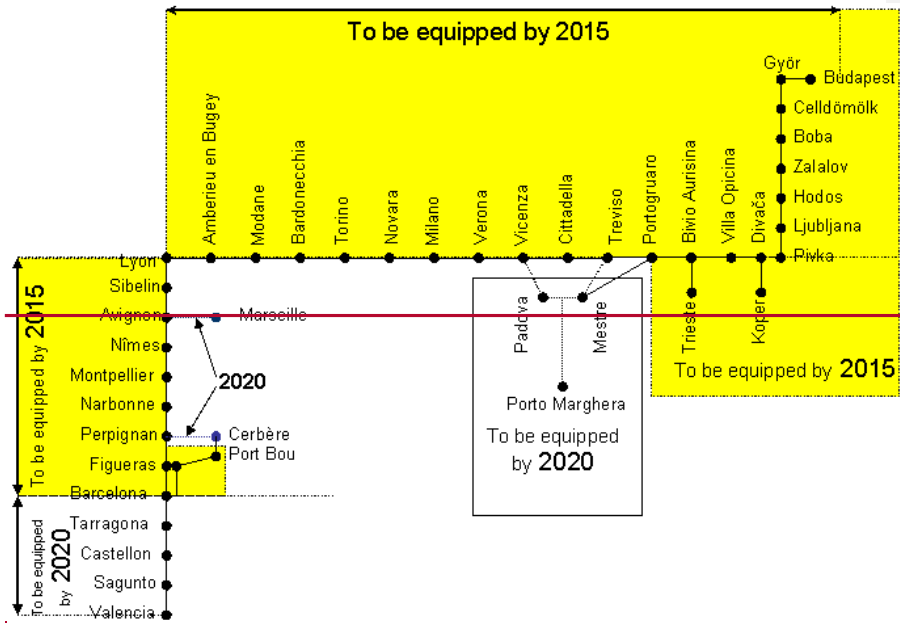 To be equipped by 2015
Györ
Budapest
Celldömölk
Boba
Zalalov
Hodos
Ljubljana
Pivka
Amberieu en Bugey
Modane
Bardonecchia
Torino
Novara
Milano
Verona
Vicenza
Cittadella
Treviso
Portogruaro
Bivio Aurisina
Villa Opicina
Divača
Lyon
Sibelin
Avignon
Marseille
Nîmes
Montpellier
2020
Narbonne
Perpignan
Cerbère
Port Bou
Figueras
Barcelona
Tarragona
Castellon
Sagunto
Valencia
To be equipped by 2015
To be equipped
by 2020
Padova
Mestre
Porto Marghera
To be equipped
by 2020
Trieste
Koper
To be equipped by 2015